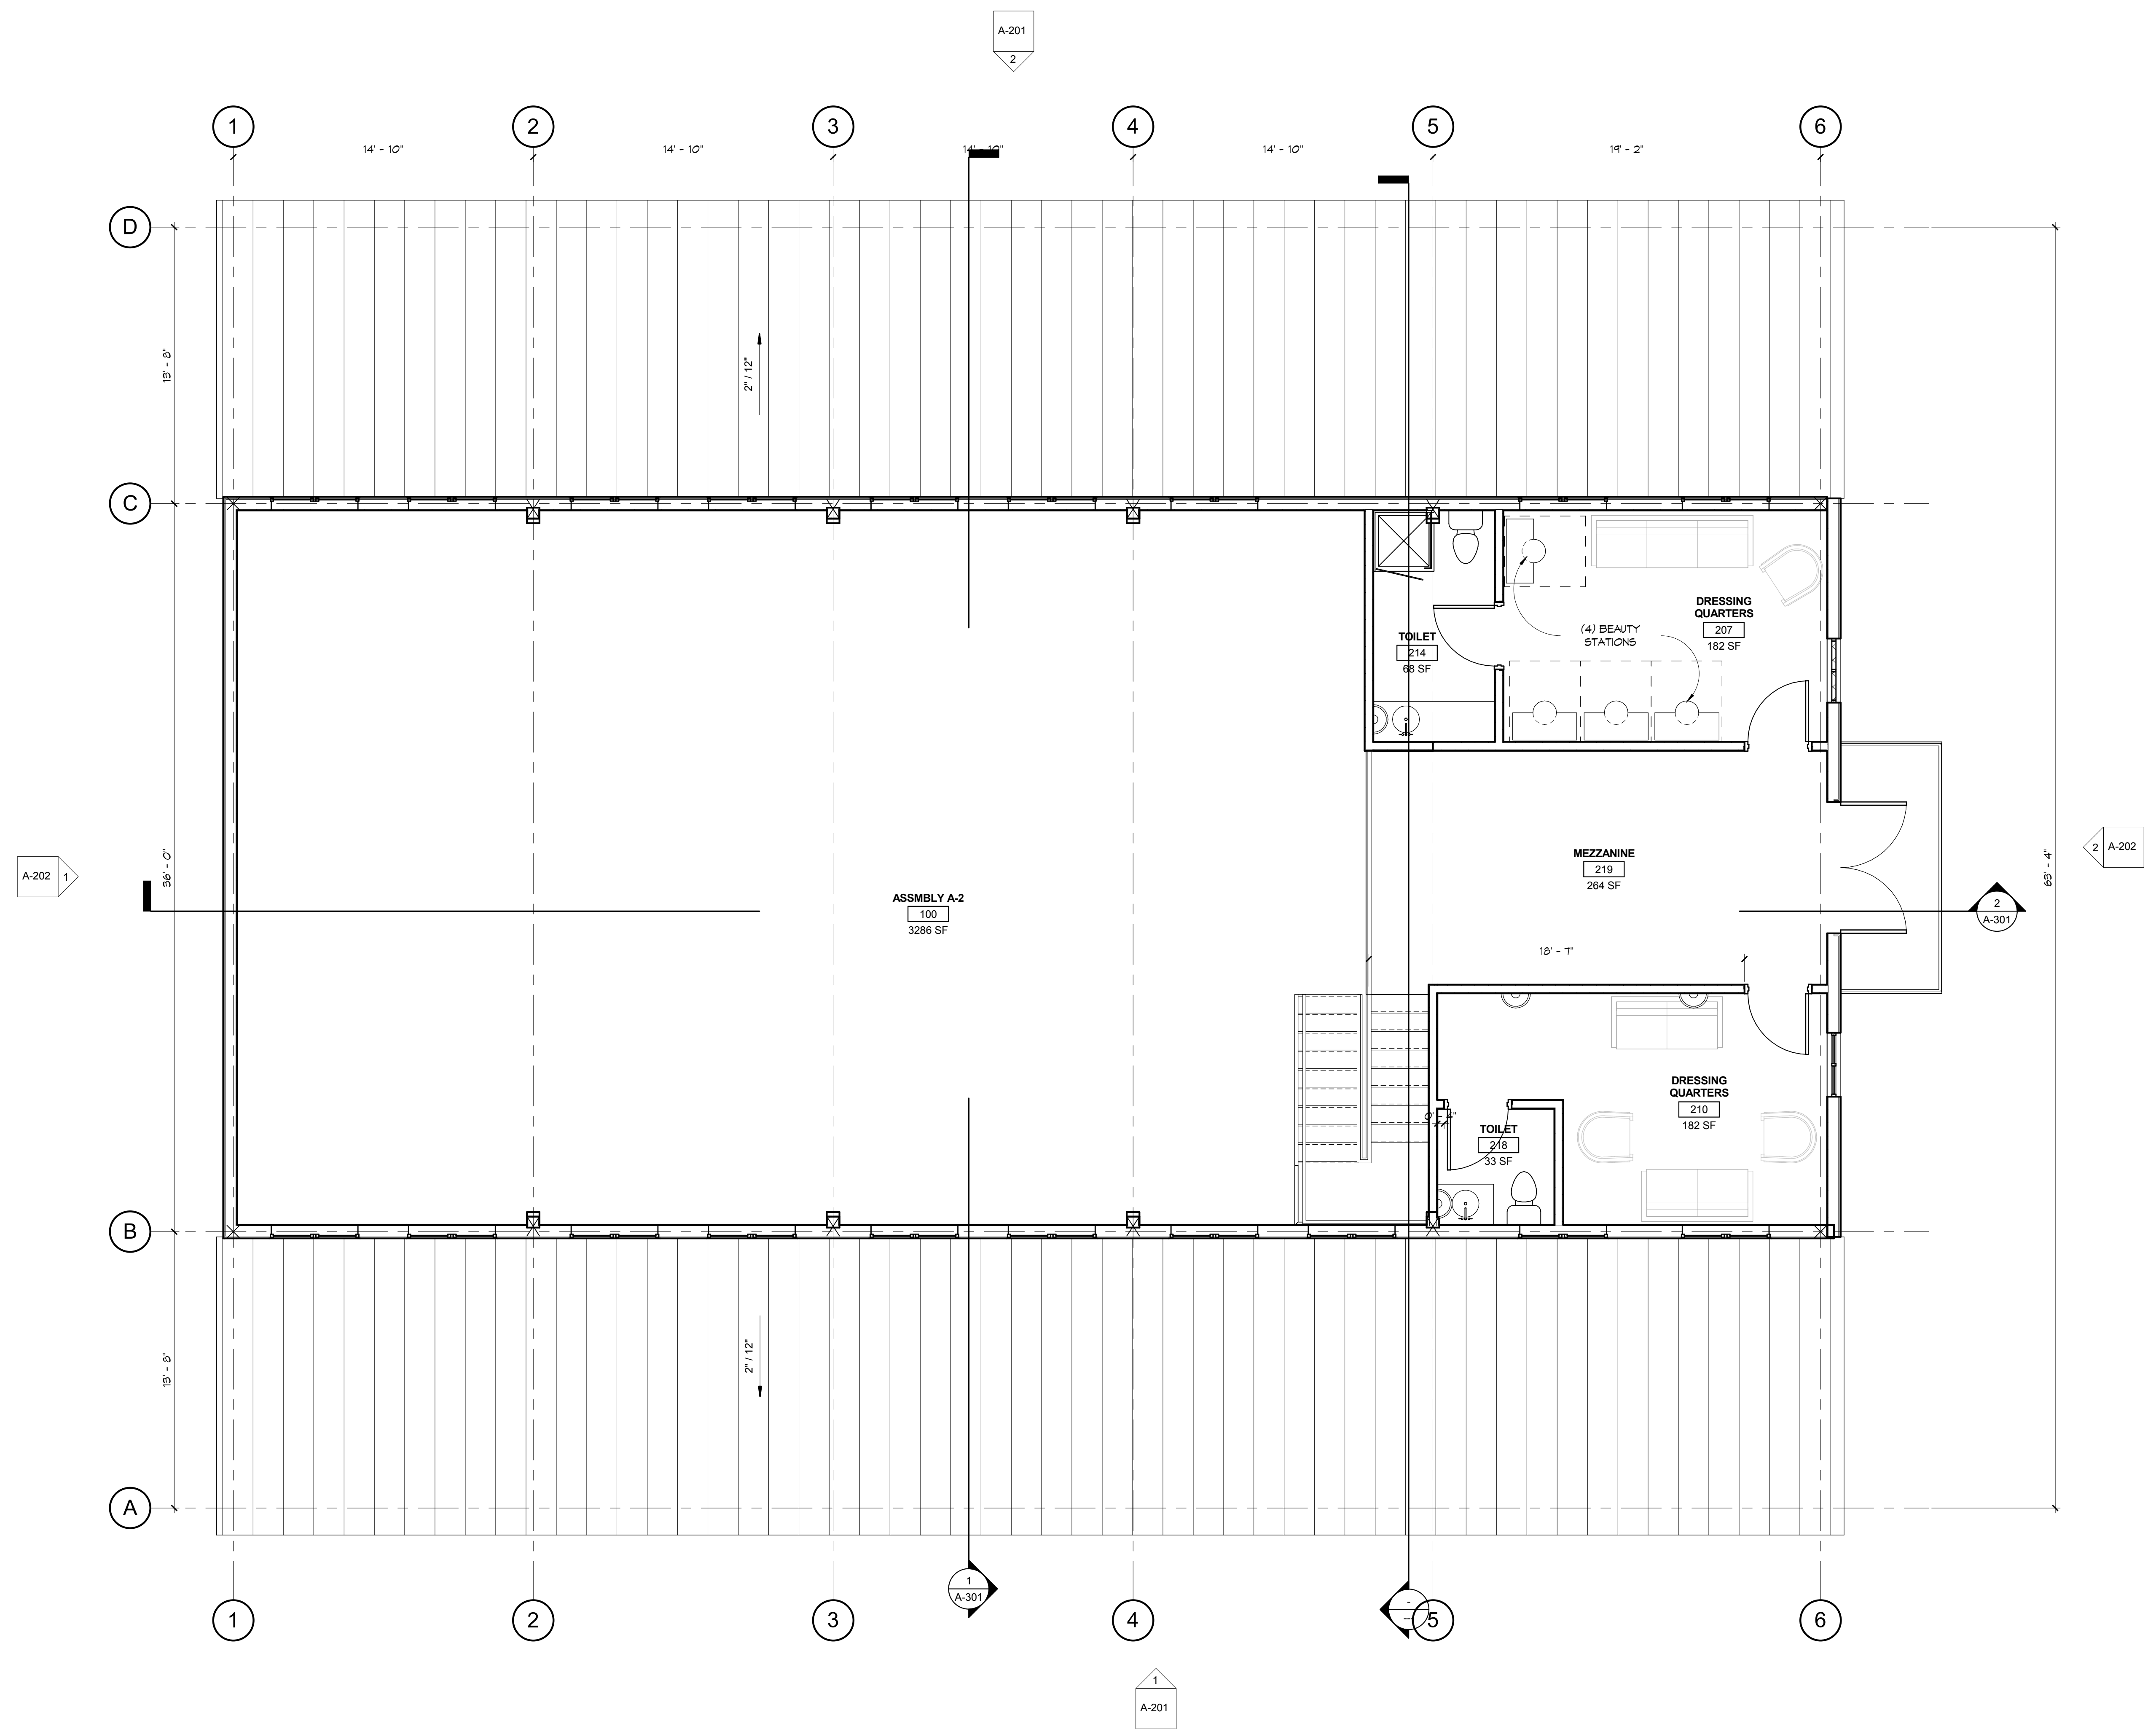 A-201
2
1
2
3
4
5
6
14' - 10"
14' - 10"
14' - 10"
14' - 10"
19' - 2"
D
13' - 8"
2" / 12"
C
DRESSING
QUARTERS
207
182 SF
(4) BEAUTY
STATIONS
TOILET
214
68 SF
A-202
1
36' - 0"
MEZZANINE
219
264 SF
2
A-202
63' - 4"
ASSMBLY A-2
100
3286 SF
2
A-301
18' - 7"
DRESSING
QUARTERS
210
182 SF
0' - 4"
TOILET
218
33 SF
B
13' - 8"
2" / 12"
A
1
A-301
-
---
1
2
3
4
5
6
1
A-201